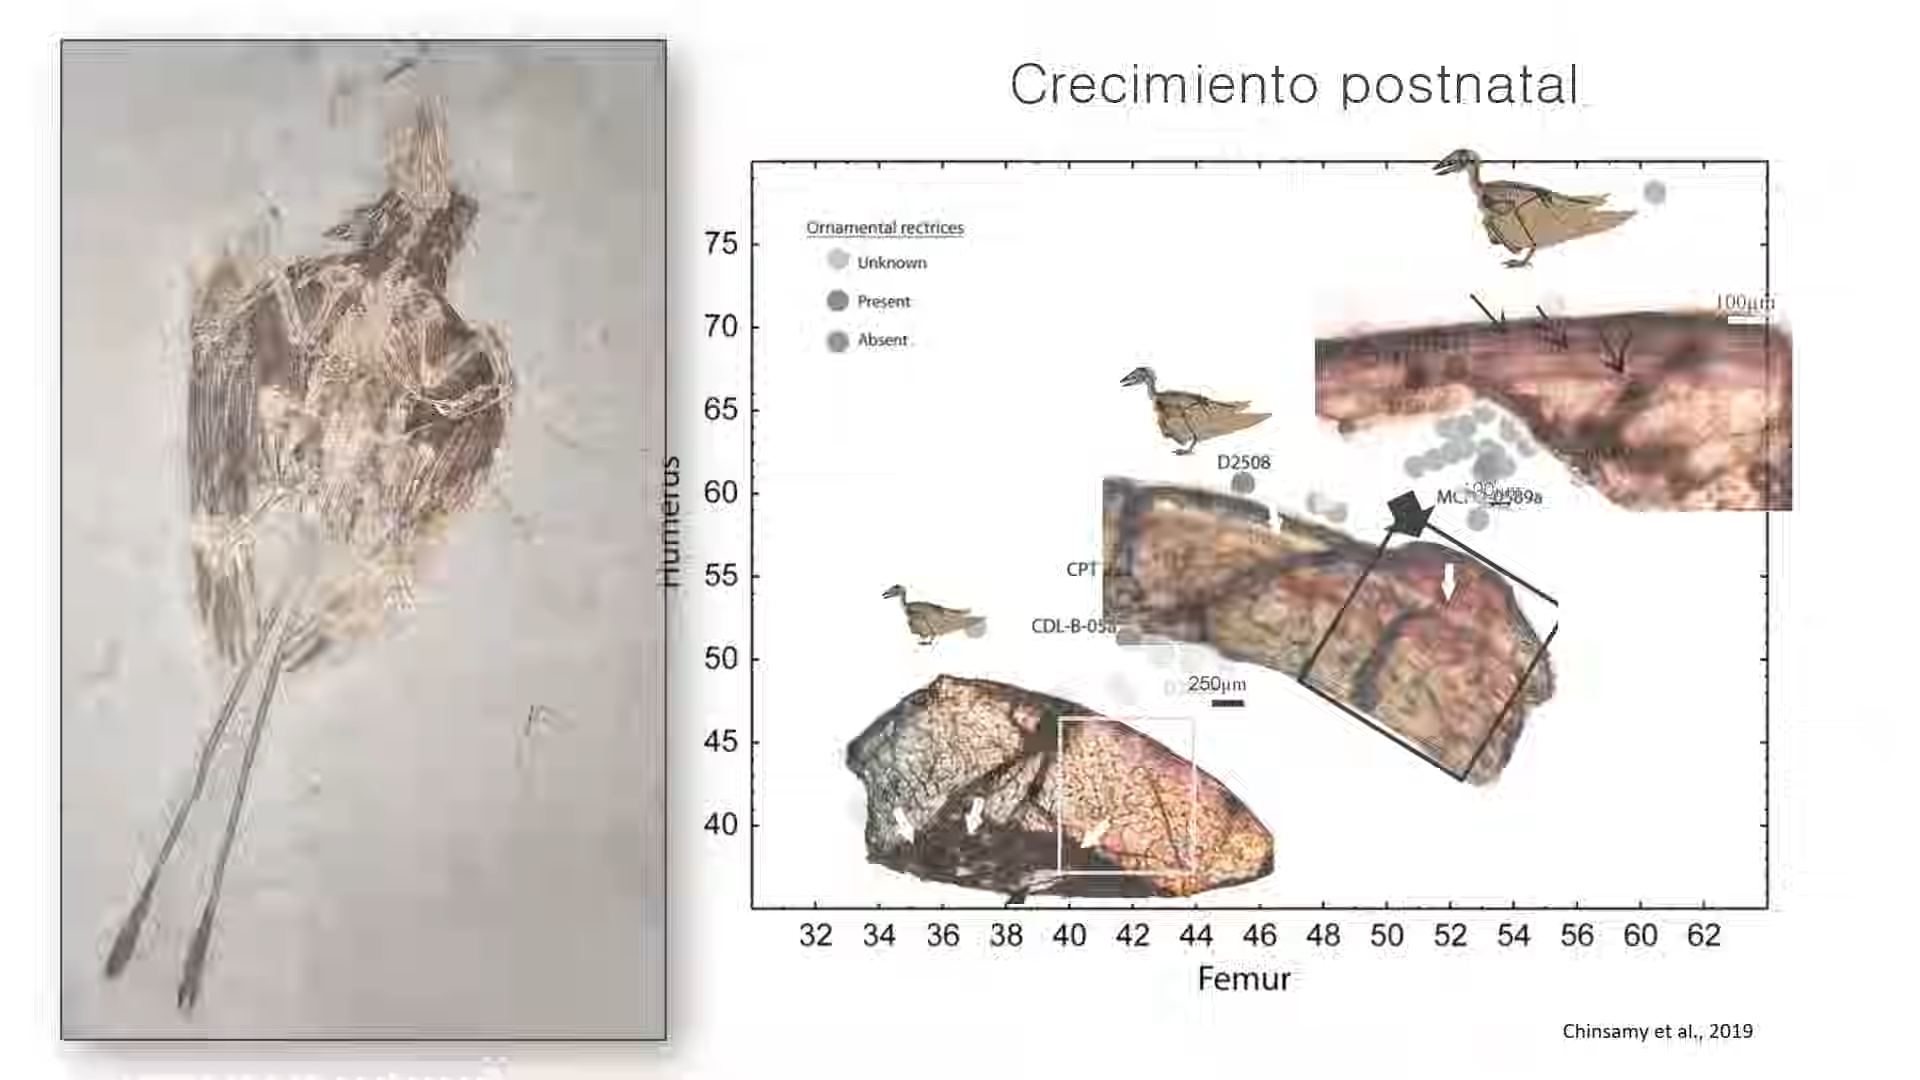 Crecimiento postnatal
Ornamental rectrices
Unknown
Present
Absent
75
70
65
60
55
50
45
40
Humerus
100µm
D2508
CPT
CDL-B-05a
250µm
32 34 36 38 40 42 44 46 48 50 52 54 56 60 62
Femur
Chinsamy et al., 2019